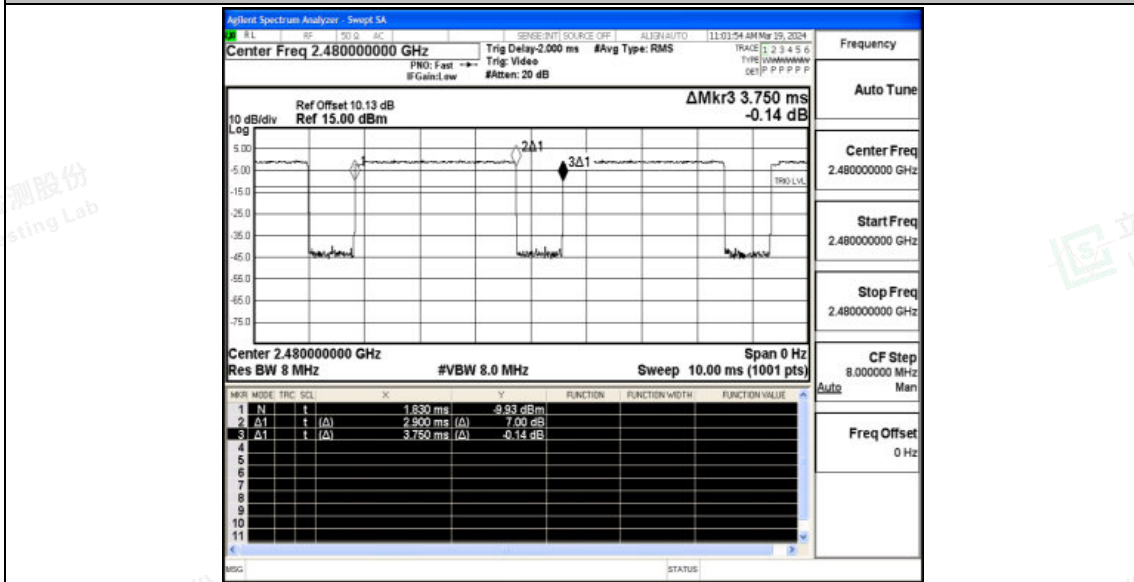 Agilent Spectrum Analyzer - Swept SA
RL RF 50 Ω AC SENSE:INT SOURCE OFF ALIGN AUTO 11:01:54 AM Mar 19, 2024
Center Freq 2.480000000 GHz
PNO: Fast
IFGain:Low
Trig Delay-2.000 ms #Avg Type: RMS
Trig: Video
#Atten: 20 dB
TRACE 1 2 3 4 5 6
TYPE
DET P P P P P P
Frequency
Ref Offset 10.13 dB
10 dB/div Ref 15.00 dBm
Log
ΔMkr3 3.750 ms
-0.14 dB
5.00
-5.00
-15.0
-25.0
-35.0
-45.0
-55.0
-65.0
-75.0
1
2Δ1
3Δ1
TRIG LVL
Center 2.480000000 GHz Span 0 Hz
Res BW 8 MHz #VBW 8.0 MHz Sweep 10.00 ms (1001 pts)
MKR MODE TRC SCL X Y FUNCTION FUNCTION WIDTH FUNCTION VALUE
1 N t 1.830 ms -9.93 dBm
2 Δ1 t (Δ) 2.900 ms (Δ) 7.00 dB
3 Δ1 t (Δ) 3.750 ms (Δ) -0.14 dB
4
5
6
7
8
9
10
11
MSG STATUS
Auto Tune
Center Freq
2.480000000 GHz
Start Freq
2.480000000 GHz
Stop Freq
2.480000000 GHz
CF Step
8.000000 MHz
Auto Man
Freq Offset
0 Hz
测股份
sting Lab
立